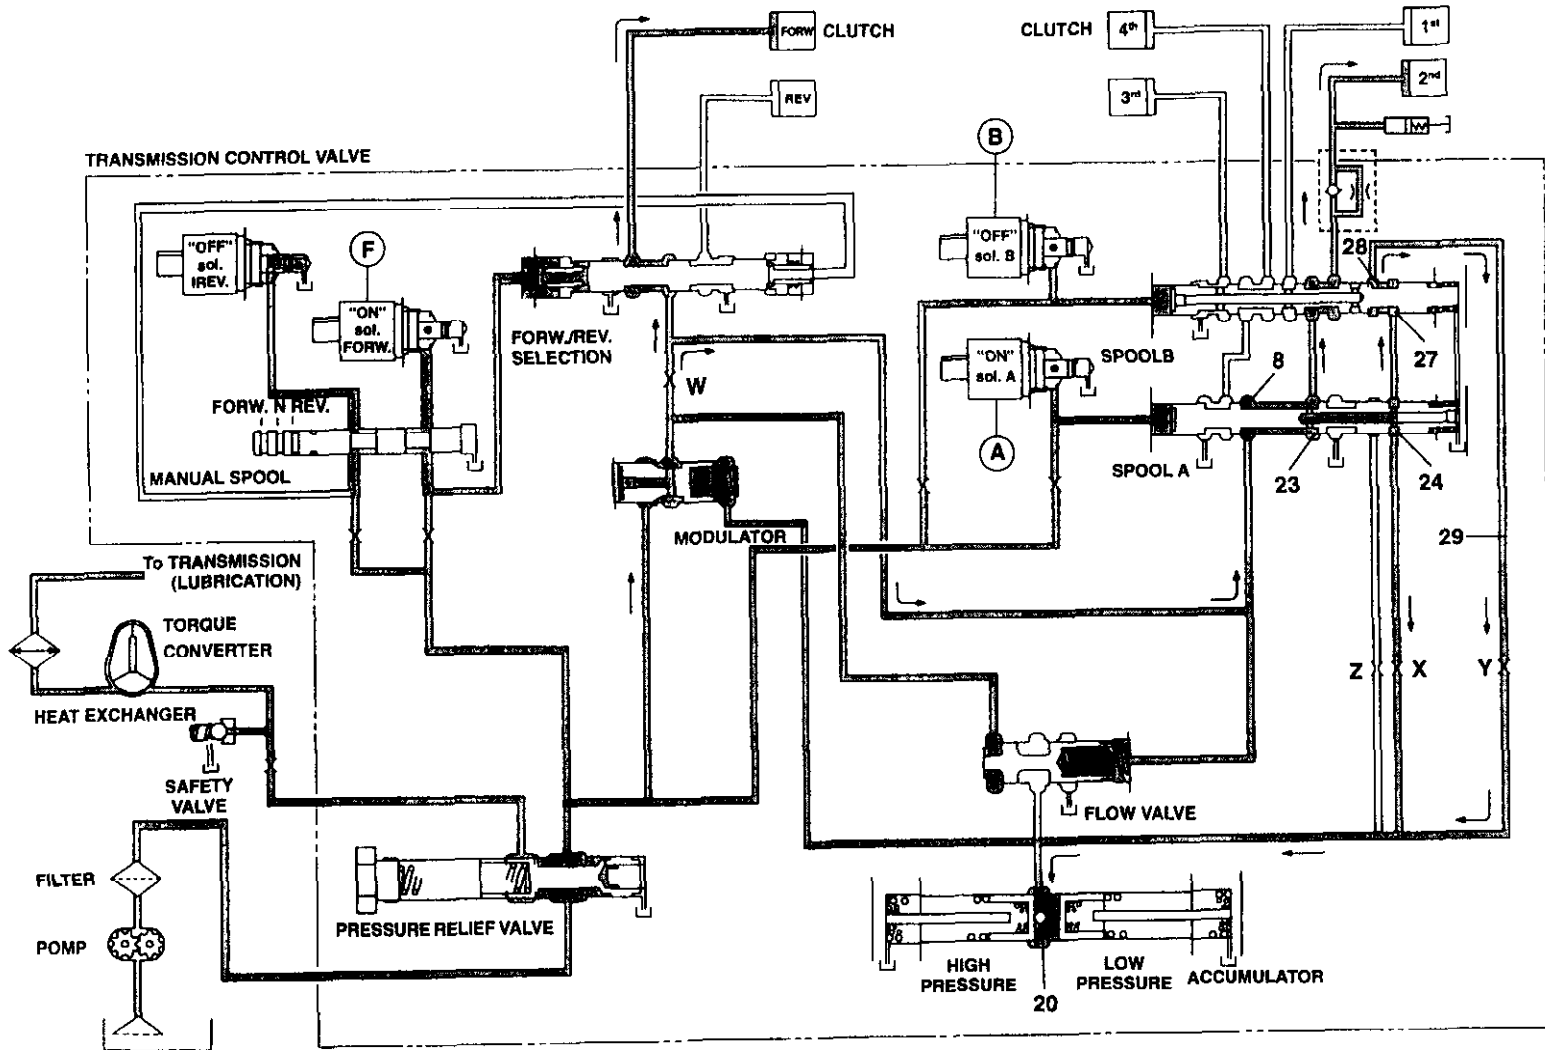 FORW
CLUTCH
REV
CLUTCH
4th
1st
3rd
2nd
TRANSMISSION CONTROL VALVE
B
"OFF"
sol.
IREV.
F
"ON"
sol.
FORW.
"OFF"
sol. B
28
FORW./REV.
SELECTION
W
"ON"
sol. A
SPOOLB
27
8
FORW. N REV.
MANUAL SPOOL
A
SPOOL A
23
24
MODULATOR
29
To TRANSMISSION
(LUBRICATION)
TORQUE
CONVERTER
HEAT EXCHANGER
Z
X
Y
SAFETY
VALVE
FLOW VALVE
FILTER
PRESSURE RELIEF VALVE
POMP
HIGH
PRESSURE
LOW
PRESSURE
ACCUMULATOR
20